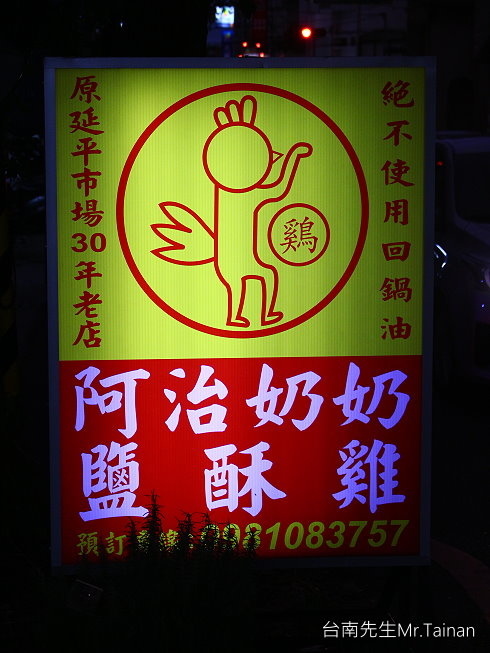 原延平市場30年老店
絕不使用回鍋油
鷄
阿治奶奶
鹽酥雞
預訂 981083757
台南先生Mr.Tainan